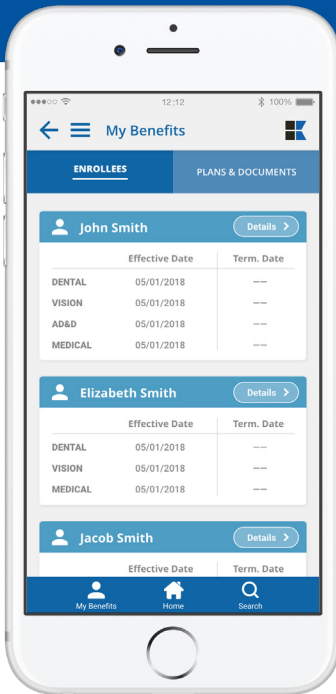 12:12 100%
My Benefits
ENROLLEES PLANS & DOCUMENTS
John Smith Details >
Effective Date Term. Date
DENTAL 05/01/2018 ––
VISION 05/01/2018 ––
AD&D 05/01/2018 ––
MEDICAL 05/01/2018 ––
Elizabeth Smith Details >
Effective Date Term. Date
DENTAL 05/01/2018 ––
VISION 05/01/2018 ––
MEDICAL 05/01/2018 ––
Jacob Smith Details >
Effective Date Term. Date
My Benefits Home Search